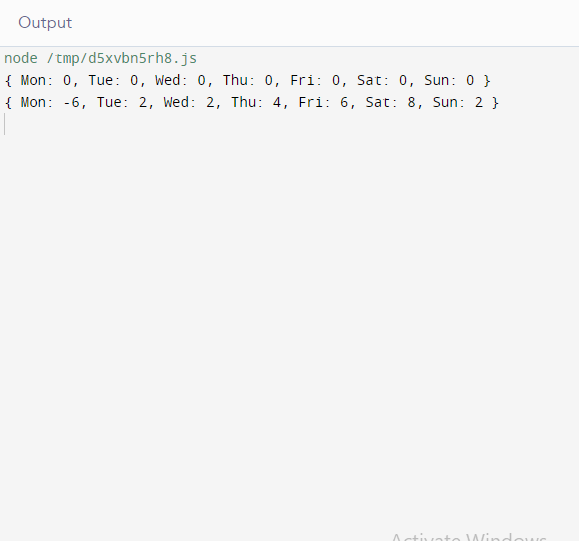 Output
node /tmp/d5xvbn5rh8.js
{ Mon: 0, Tue: 0, Wed: 0, Thu: 0, Fri: 0, Sat: 0, Sun: 0 }
{ Mon: -6, Tue: 2, Wed: 2, Thu: 4, Fri: 6, Sat: 8, Sun: 2 }
Activate Windows